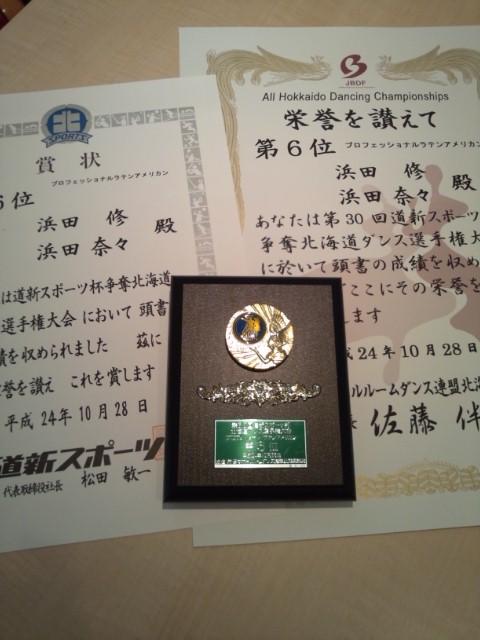 北
SPORTS
賞状
プロフェッショナルラテンアメリカン
6位
浜田 修 殿
浜田 奈々
は道新スポーツ杯争奪北海道
選手権大会において頭書
績を収められました 茲に
誉を讃え これを賞します
平成24年10月28日
道新スポーツ
代表取締役社長 松田 敏一
JBDF
All Hokkaido Dancing Championships
栄誉を讃えて
第6位 プロフェッショナルラテンアメリカン
浜田 修 殿
浜田 奈々
あなたは第30回道新スポーツ
争奪北海道ダンス選手権大
に於いて頭書の成績を収め
ここにその栄誉を
します
成24年10月28日
ルルームダンス連盟北海
佐藤 伴
第6位